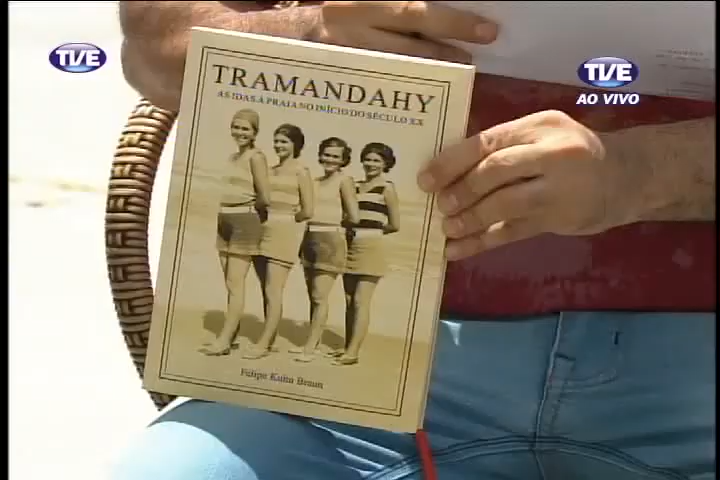 TVE
TVE
AO VIVO
TRAMANDAHY
AS IDAS À PRAIA NO INÍCIO DO SÉCULO XX
Felipe Kuhn Braun